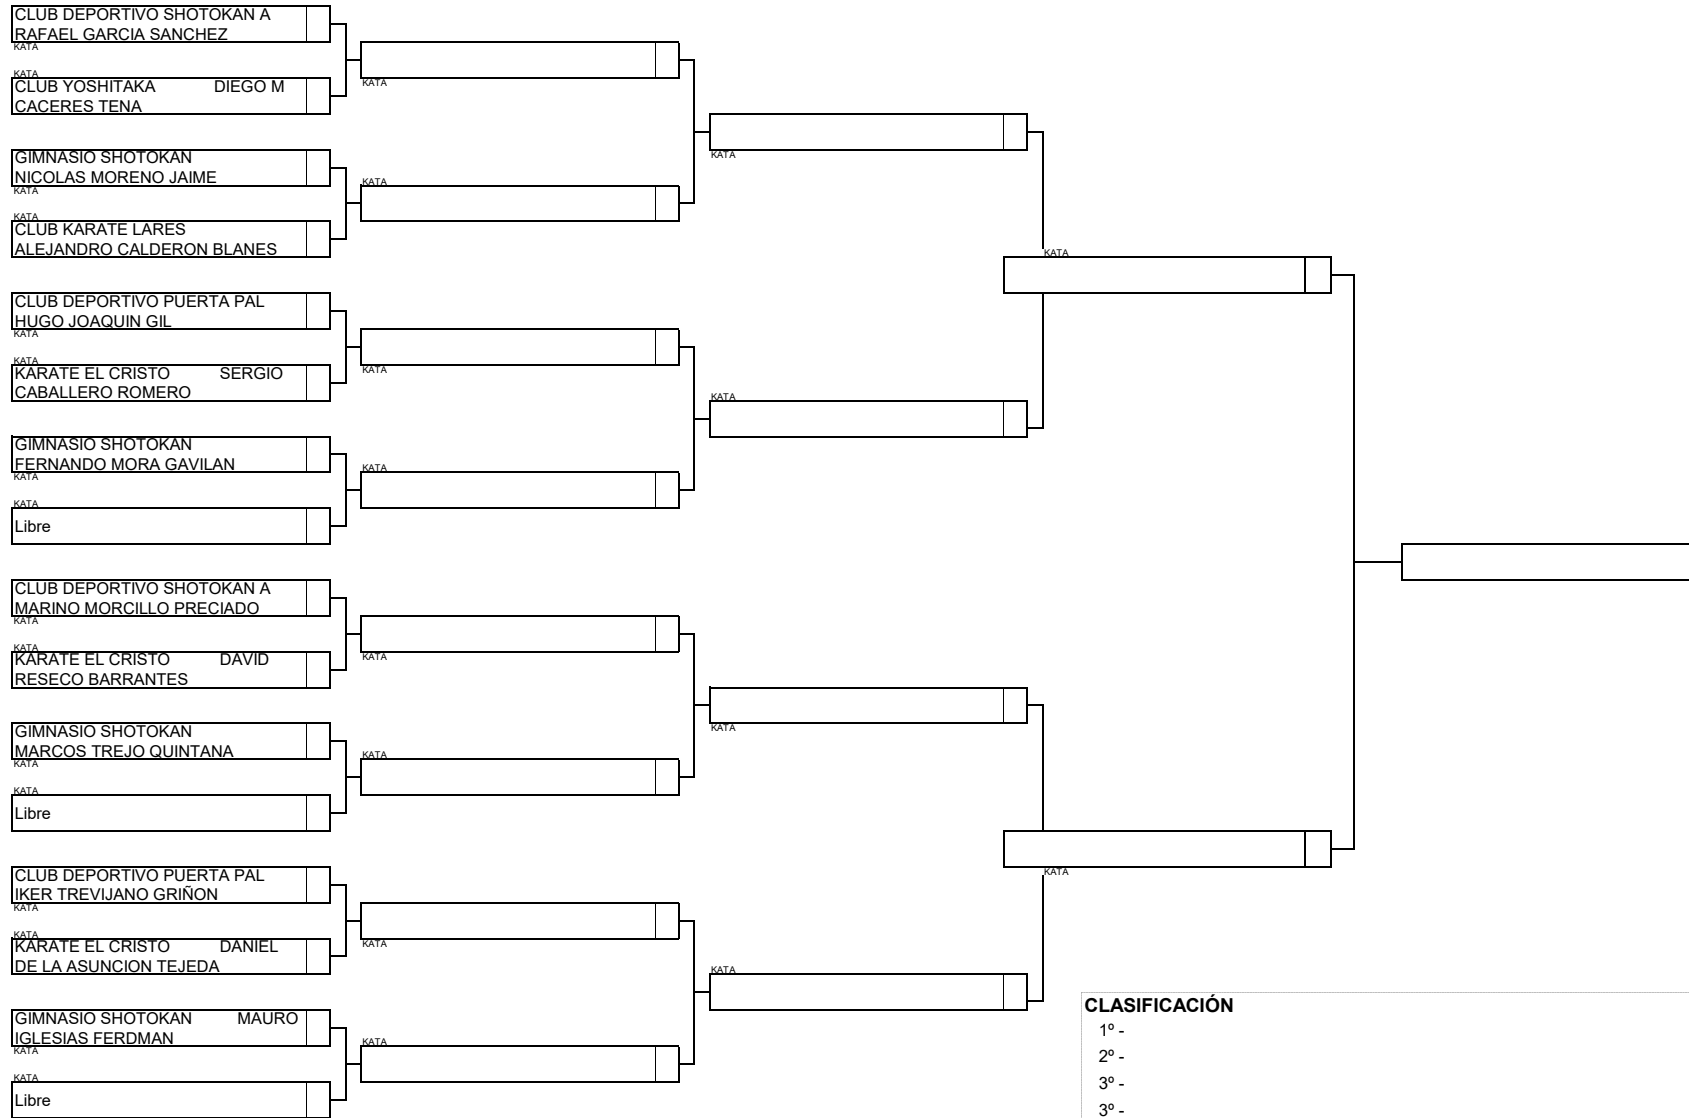 CLUB DEPORTIVO SHOTOKAN A
RAFAEL GARCIA SANCHEZ
KATA
KATA
CLUB YOSHITAKA DIEGO M
CACERES TENA
KATA
GIMNASIO SHOTOKAN
NICOLAS MORENO JAIME
KATA
KATA
CLUB KARATE LARES
ALEJANDRO CALDERON BLANES
KATA
KATA
KATA
CLUB DEPORTIVO PUERTA PAL
HUGO JOAQUIN GIL
KATA
KATA
KARATE EL CRISTO SERGIO
CABALLERO ROMERO
KATA
KATA
GIMNASIO SHOTOKAN
FERNANDO MORA GAVILAN
KATA
KATA
Libre
KATA
CLUB DEPORTIVO SHOTOKAN A
MARINO MORCILLO PRECIADO
KATA
KATA
KARATE EL CRISTO DAVID
RESECO BARRANTES
KATA
GIMNASIO SHOTOKAN
MARCOS TREJO QUINTANA
KATA
KATA
Libre
KATA
KATA
KATA
CLUB DEPORTIVO PUERTA PAL
IKER TREVIJANO GRIÑON
KATA
KATA
KARATE EL CRISTO DANIEL
DE LA ASUNCION TEJEDA
KATA
KATA
GIMNASIO SHOTOKAN MAURO
IGLESIAS FERDMAN
KATA
KATA
Libre
KATA
CLASIFICACIÓN
1º -
2º -
3º -
3º -